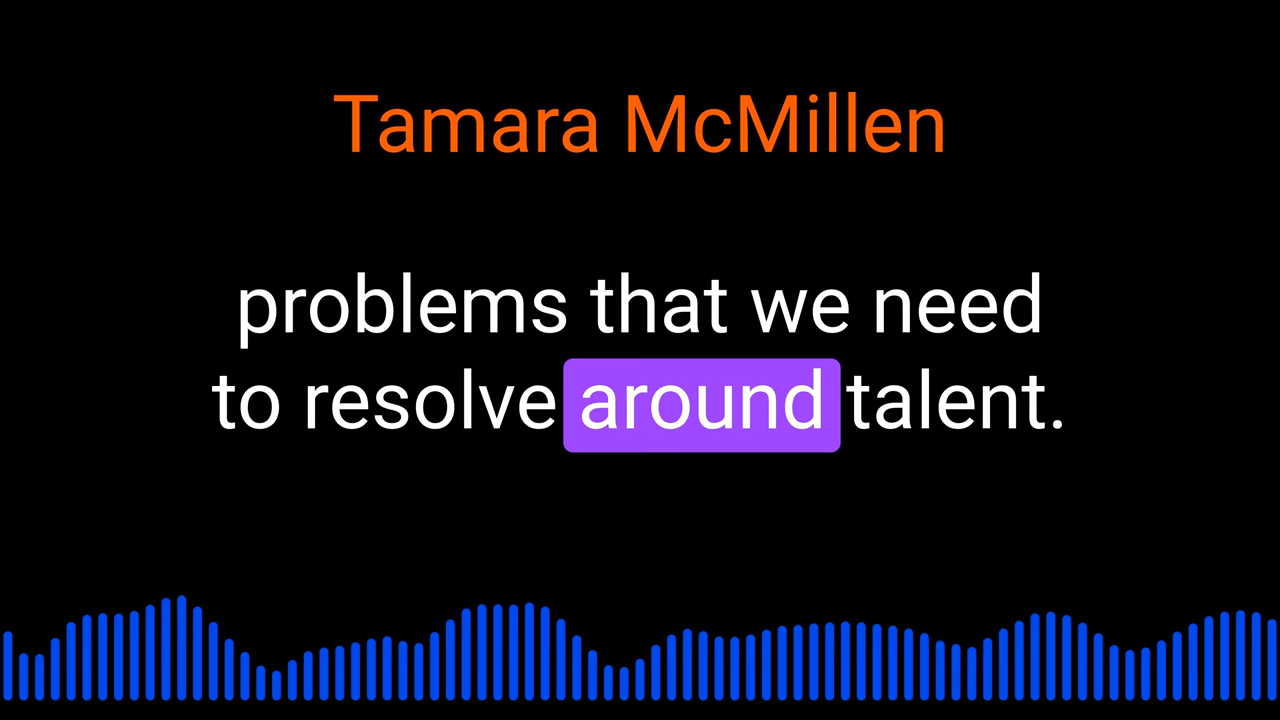 Tamara McMillen
problems that we need
to resolve around talent.